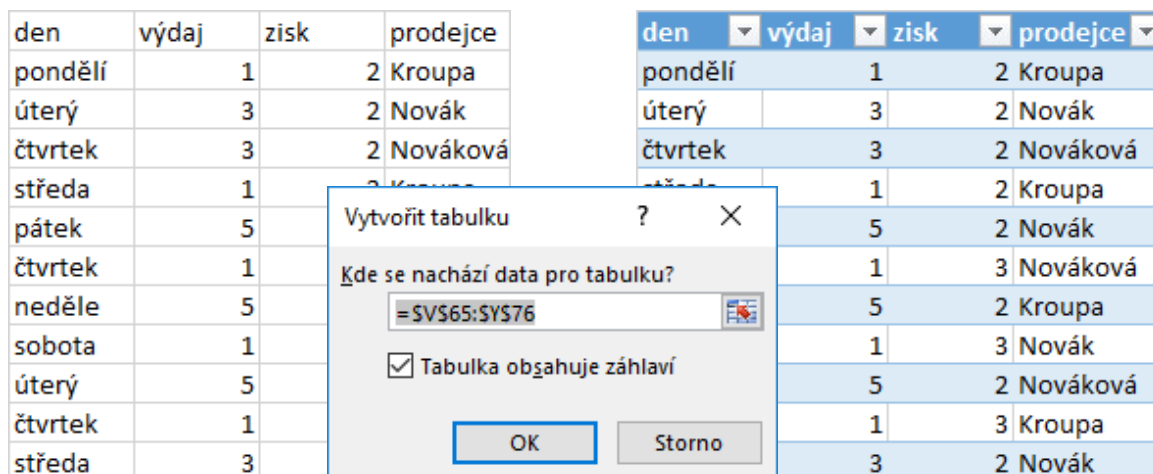 den výdaj zisk prodejce
pondělí 1 2 Kroupa
úterý 3 2 Novák
čtvrtek 3 2 Nováková
středa 1
pátek 5
čtvrtek 1
neděle 5
sobota 1
úterý 5
čtvrtek 1
středa 3
Vytvořit tabulku ?
Kde se nachází data pro tabulku?
=$V$65:$Y$76
Tabulka obsahuje záhlaví
OK Storno
den výdaj zisk prodejce
pondělí 1 2 Kroupa
úterý 3 2 Novák
čtvrtek 3 2 Nováková
1 2 Kroupa
5 2 Novák
1 3 Nováková
5 2 Kroupa
1 3 Novák
5 2 Nováková
1 3 Kroupa
3 2 Novák